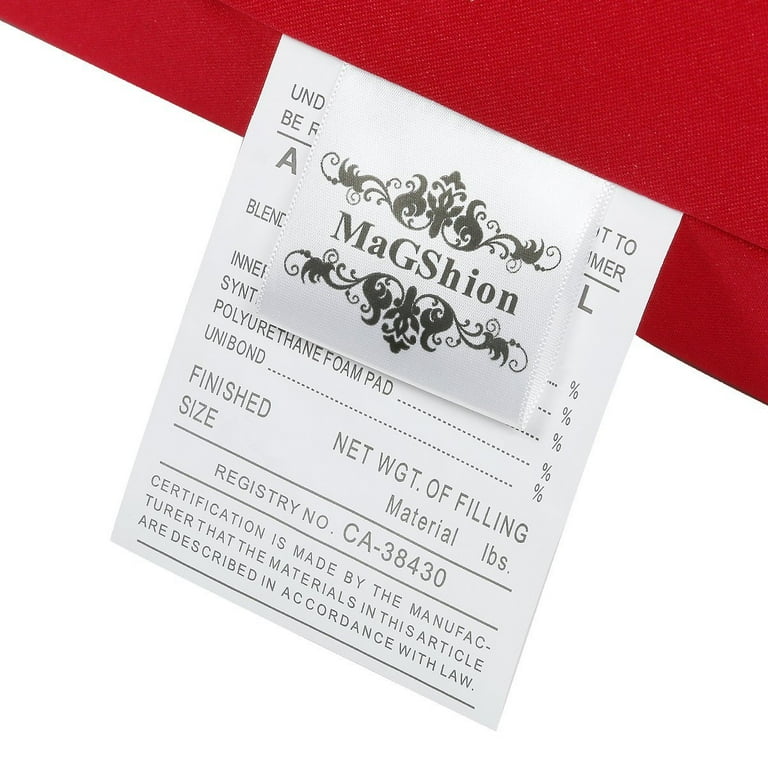 UND
BE
OT TO
MER
A
L
BLEND
MaGShion
INNE
SYNT
POLYURETHANE FOAM PAD
UNIBOND
%
%
%
%
%
FINISHED
SIZE
NET WGT. OF FILLING
Material lbs.
REGISTRY NO. CA-38430
CERTIFICATION IS MADE BY THE MANUFAC-
TURER THAT THE MATERIALS IN THIS ARTICLE
ARE DESCRIBED IN ACCORDANCE WITH LAW.